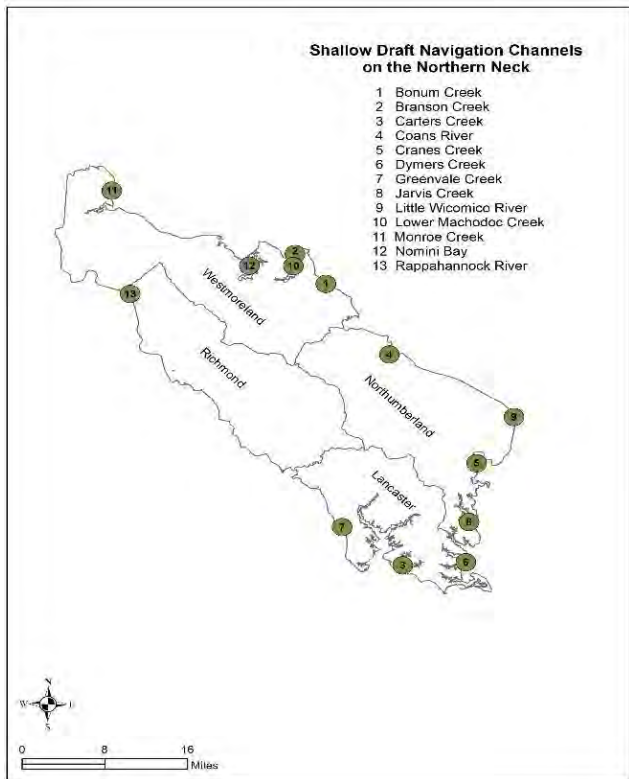 Shallow Draft Navigation Channels
on the Northern Neck
1 Bonum Creek
2 Branson Creek
3 Carters Creek
4 Coans River
5 Cranes Creek
6 Dymers Creek
7 Greenvale Creek
8 Jarvis Creek
9 Little Wicomico River
10 Lower Machodoc Creek
11 Monroe Creek
12 Nomini Bay
13 Rappahannock River
11
2
12
10
13
1
Westmoreland
Richmond
4
Northumberland
9
5
Lancaster
7
8
3
6
N
W E
S
0 8 16
Miles